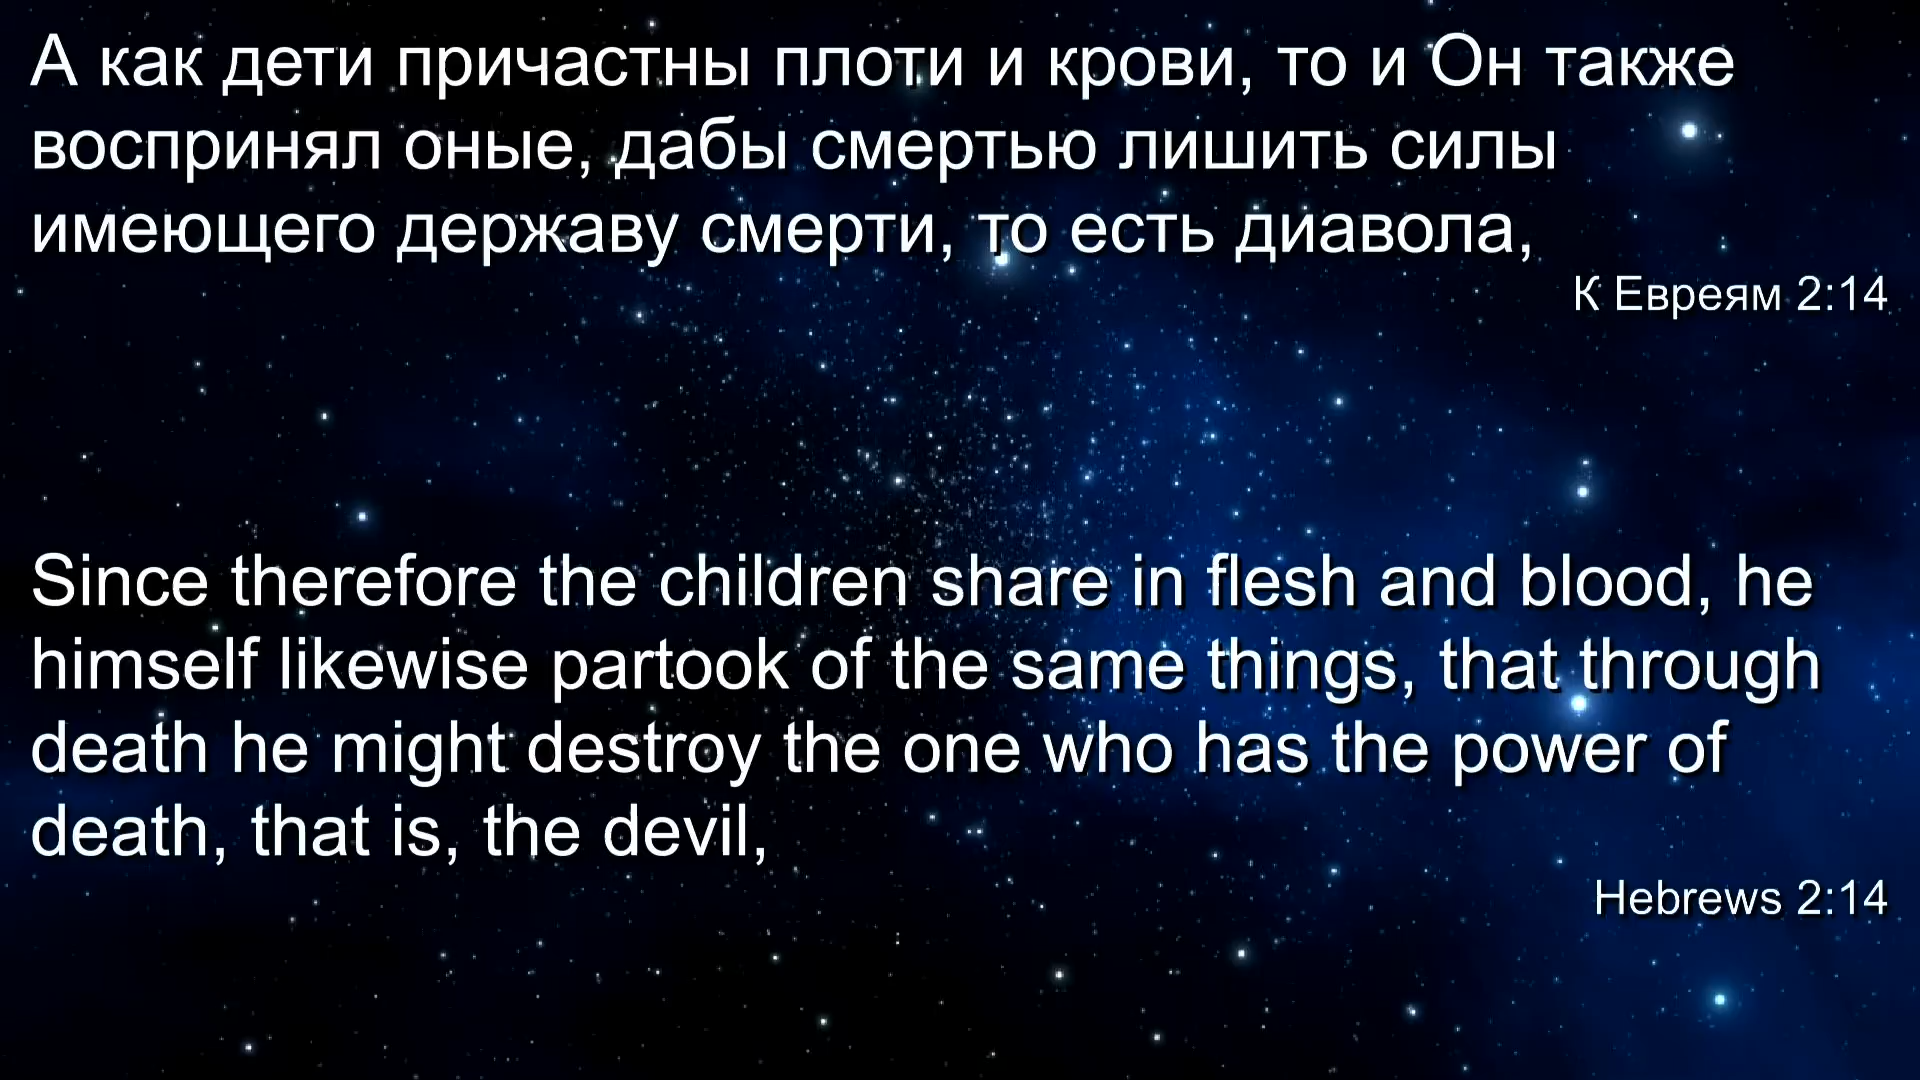 А как дети причастны плоти и крови, то и Он также
воспринял оные, дабы смертью лишить силы
имеющего державу смерти, то есть диавола,
К Евреям 2:14
Since therefore the children share in flesh and blood, he
himself likewise partook of the same things, that through
death he might destroy the one who has the power of
death, that is, the devil,
Hebrews 2:14